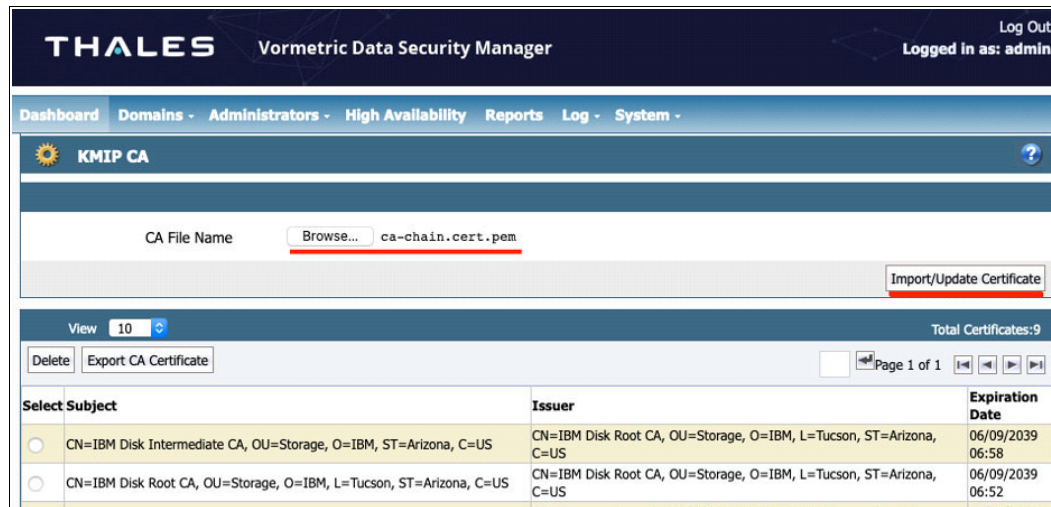 Log Out
THALES Vormetric Data Security Manager
Logged in as: admin
Dashboard Domains Administrators High Availability Reports Log System
KMIP CA ?
CA File Name Browse... ca-chain.cert.pem
Import/Update Certificate
View 10 Total Certificates:9
Delete Export CA Certificate Page 1 of 1
Select Subject Issuer Expiration
Date
CN=IBM Disk Intermediate CA, OU=Storage, O=IBM, ST=Arizona, C=US CN=IBM Disk Root CA, OU=Storage, O=IBM, L=Tucson, ST=Arizona, 06/09/2039
C=US 06:58
CN=IBM Disk Root CA, OU=Storage, O=IBM, L=Tucson, ST=Arizona, C=US CN=IBM Disk Root CA, OU=Storage, O=IBM, L=Tucson, ST=Arizona, 06/09/2039
C=US 06:52